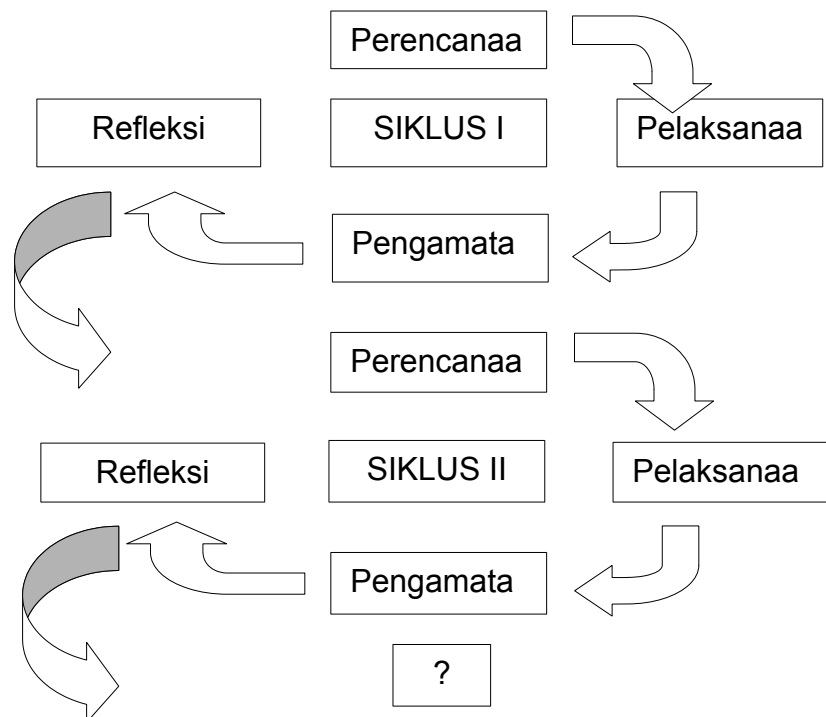 Perencanaa
Refleksi
SIKLUS I
Pelaksanaa
Pengamata
Perencanaa
Refleksi
SIKLUS II
Pelaksanaa
Pengamata
?